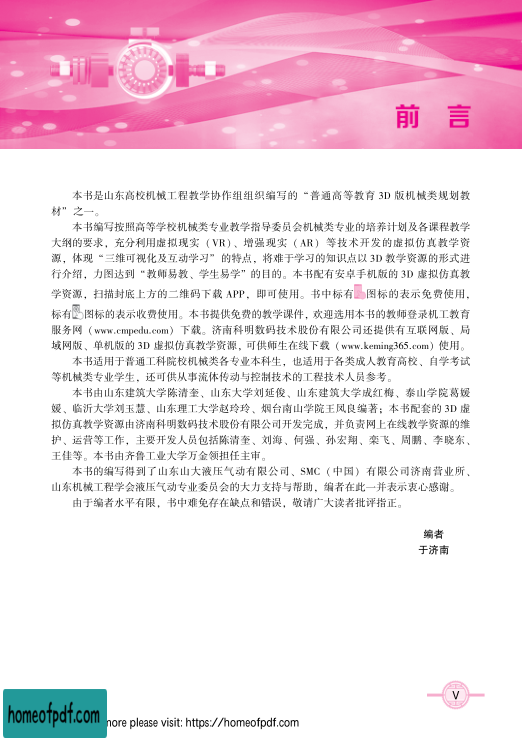 前 言
本书是山东高校机械工程教学协作组组织编写的“普通高等教育 3D 版机械类规划教
材”之一。
本书编写按照高等学校机械类专业教学指导委员会机械类专业的培养计划及各课程教学
大纲的要求，充分利用虚拟现实（VR）、增强现实（AR）等技术开发的虚拟仿真教学资
源，体现“三维可视化及互动学习”的特点，将难于学习的知识点以 3D 教学资源的形式进
行介绍，力图达到“教师易教、学生易学”的目的。本书配有安卓手机版的 3D 虚拟仿真教
学资源，扫描封底上方的二维码下载 APP，即可使用。书中标有图标的表示免费使用，
标有图标的表示收费使用。本书提供免费的教学课件，欢迎选用本书的教师登录机工教育
服务网（www.cmpedu.com）下载。济南科明数码技术股份有限公司还提供有互联网版、局
域网版、单机版的 3D 虚拟仿真教学资源，可供师生在线下载（www.keming365.com）使用。
本书适用于普通工科院校机械类各专业本科生，也适用于各类成人教育高校、自学考试
等机械类专业学生，还可供从事流体传动与控制技术的工程技术人员参考。
本书由山东建筑大学陈清奎、山东大学刘延俊、山东建筑大学成红梅、泰山学院葛媛
媛、临沂大学刘玉慧、山东理工大学赵玲玲、烟台南山学院王凤良编著；本书配套的 3D 虚
拟仿真教学资源由济南科明数码技术股份有限公司开发完成，并负责网上在线教学资源的维
护、运营等工作，主要开发人员包括陈清奎、刘海、何强、孙宏翔、栾飞、周鹏、李晓东、
王佳等。本书由齐鲁工业大学万金领担任主审。
本书的编写得到了山东山大液压气动有限公司、SMC（中国）有限公司济南营业所、
山东机械工程学会液压气动专业委员会的大力支持与帮助，编者在此一并表示衷心感谢。
由于编者水平有限，书中难免存在缺点和错误，敬请广大读者批评指正。
编者
于济南
V
homeofpdf.com
more please visit: https://homeofpdf.com